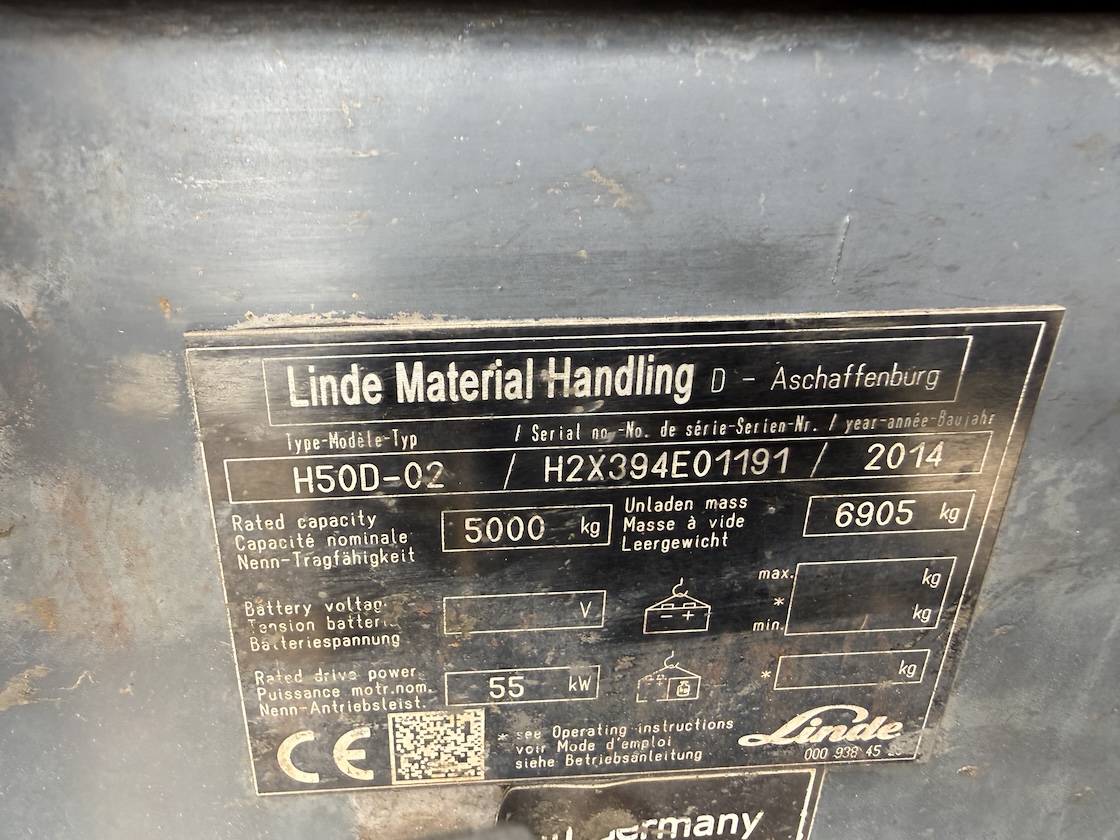 Linde Material Handling D - Aschaffenburg
Type-Modèle-Typ / Serial no.-No. de série-Serien-Nr. / year-année-Baujahr
H50D-02 / H2X394E01191 / 2014
Rated capacity
Capacité nominale
Nenn-Tragfähigkeit
5000 kg
Unladen mass
Masse à vide
Leergewicht
6905 kg
Battery
Tension
Batteriespannung
V
max. kg
* kg
min.
Rated drive power
Puissance motr.nom.
Nenn-Antriebsleist.
55 kW
* kg
CE
* see Operating instructions
voir Mode d'emploi
siehe Betriebsanleitung
Linde
000 938 45